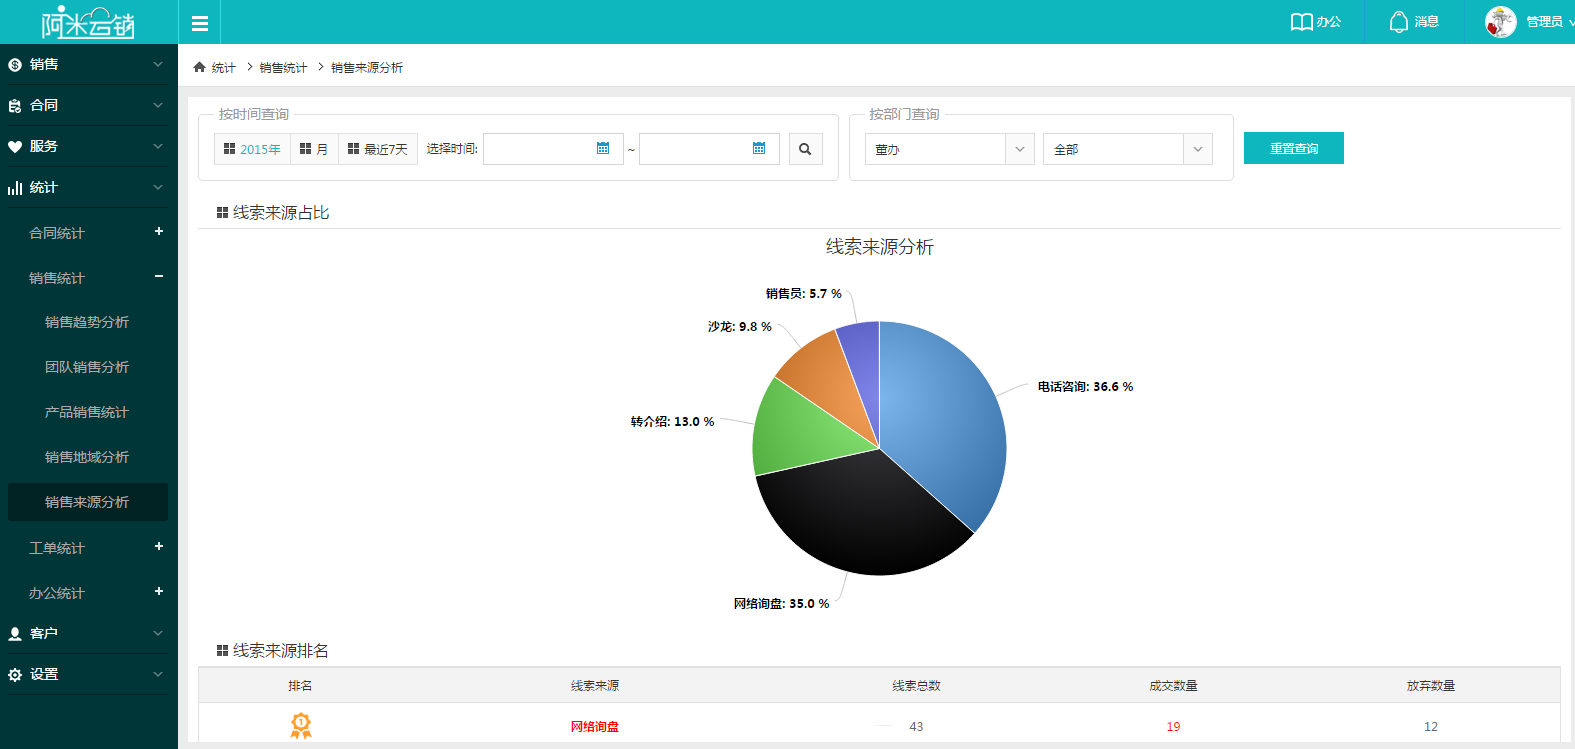 阿米云销
办公
消息
管理员
销售
合同
服务
统计
合同统计
销售统计
销售趋势分析
团队销售分析
产品销售统计
销售地域分析
销售来源分析
工单统计
办公统计
客户
设置
统计 > 销售统计 > 销售来源分析
按时间查询
2015年 月 最近7天 选择时间: ~
按部门查询
董办 全部
重置查询
线索来源占比
线索来源分析
销售员: 5.7 %
沙龙: 9.8 %
电话咨询: 36.6 %
转介绍: 13.0 %
网络询盘: 35.0 %
线索来源排名
排名 线索来源 线索总数 成交数量 放弃数量
1 网络询盘 43 19 12